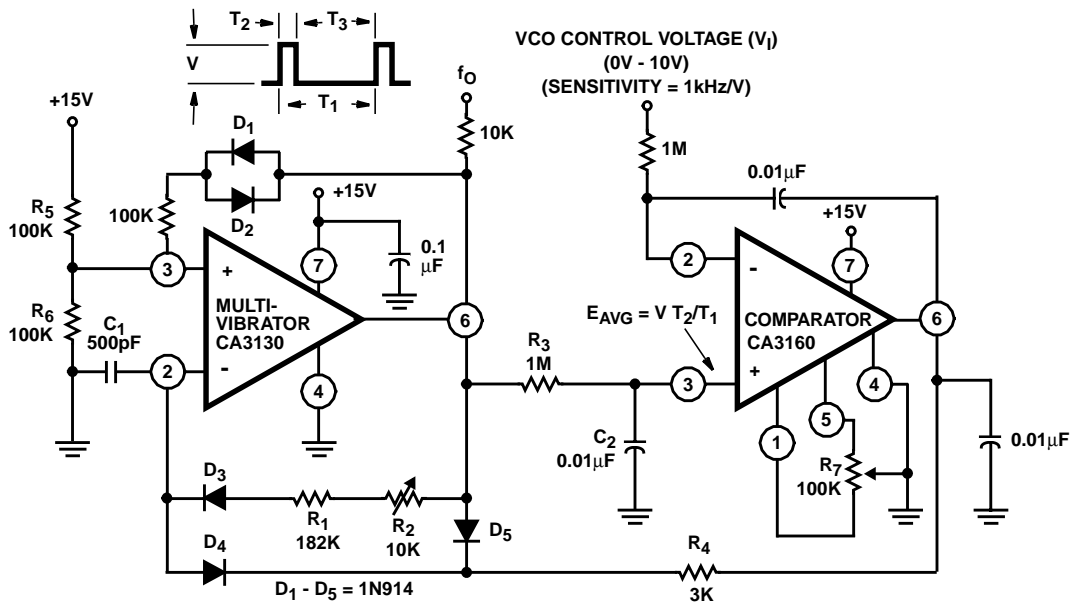 T2
T3
V
T1
fO
VCO CONTROL VOLTAGE (VI)
(0V - 10V)
(SENSITIVITY = 1kHz/V)
+15V
D1
10K
1M
0.01μF
D2
+15V
+15V
R5
100K
100K
0.1
μF
7
2
-
7
3
+
MULTI-
VIBRATOR
CA3130
6
EAVG = V T2/T1
COMPARATOR
CA3160
6
R6
100K
C1
500pF
2
-
4
R3
1M
3
+
4
5
1
C2
0.01μF
R7
100K
0.01μF
D3
R1
182K
R2
10K
D5
D4
R4
3K
D1 - D5 = 1N914